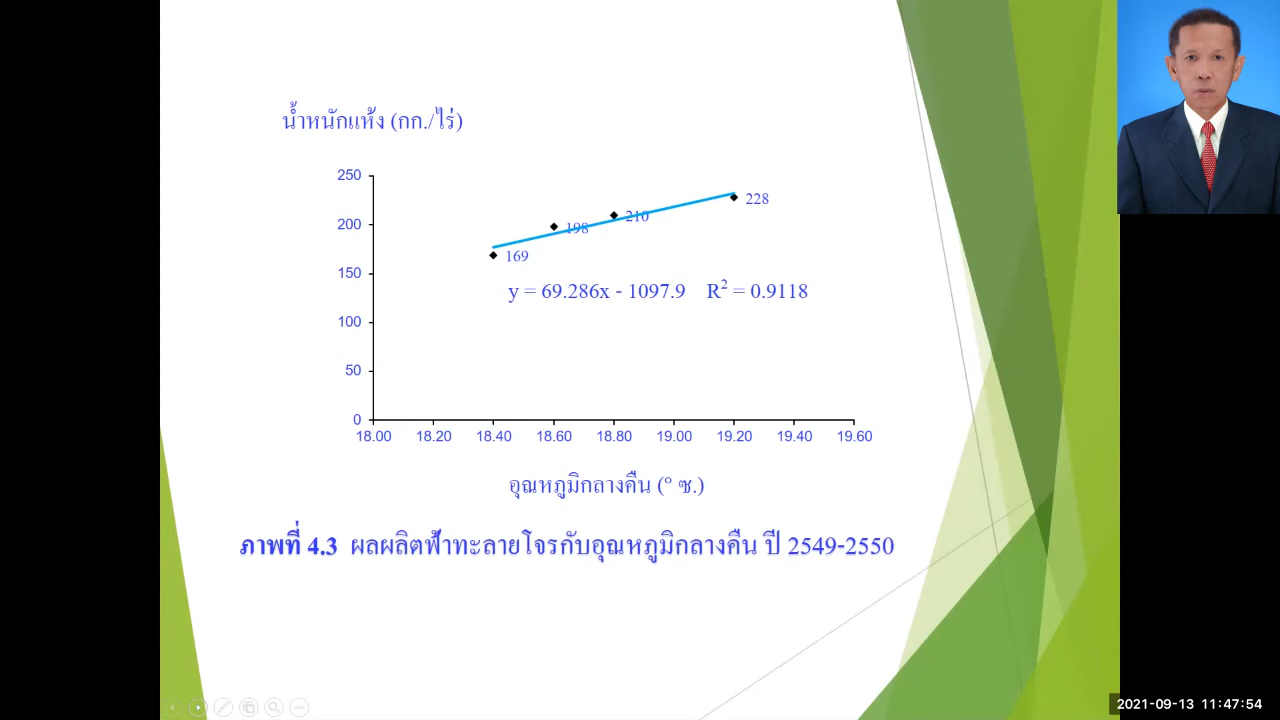 น้ำหนักแห้ง (กก./ไร่)
250
200
150
100
50
0
228
210
198
169
y = 69.286x - 1097.9 R² = 0.9118
18.00 18.20 18.40 18.60 18.80 19.00 19.20 19.40 19.60
อุณหภูมิกลางคืน (° ซ.)
ภาพที่ 4.3 ผลผลิตฟ้าทะลายโจรกับอุณหภูมิกลางคืน ปี 2549-2550
2021-09-13 11:47:54